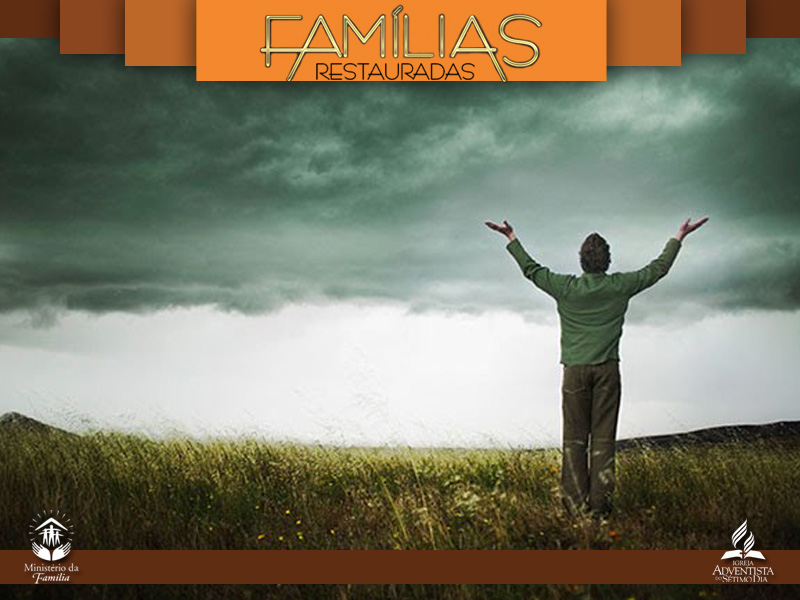 FAMÍLIAS
RESTAURADAS
Ministério da
Família
IGREJA
ADVENTISTA
DO SÉTIMO DIA